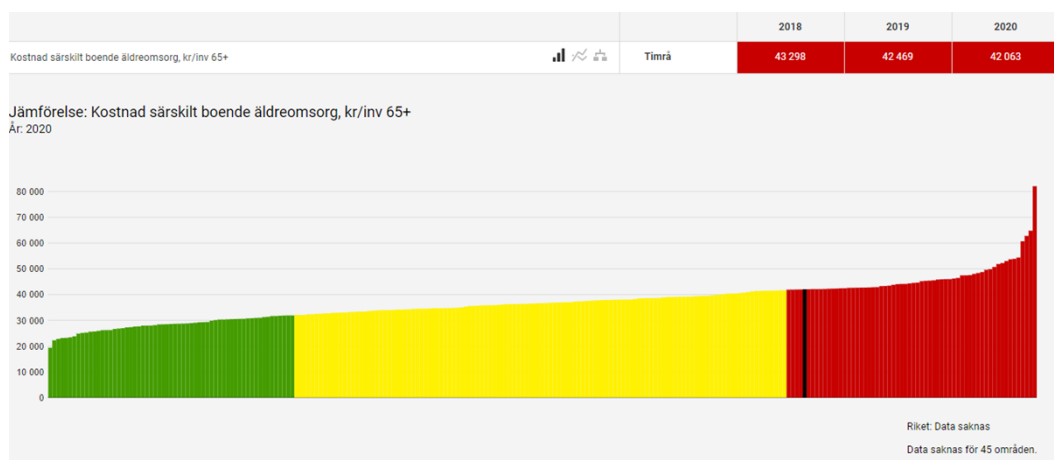 2018 2019 2020
Kostnad särskilt boende äldreomsorg, kr/inv 65+ Timrå 43 298 42 469 42 063
Jämförelse: Kostnad särskilt boende äldreomsorg, kr/inv 65+
År: 2020
80 000
70 000
60 000
50 000
40 000
30 000
20 000
10 000
0
Riket: Data saknas
Data saknas för 45 områden.